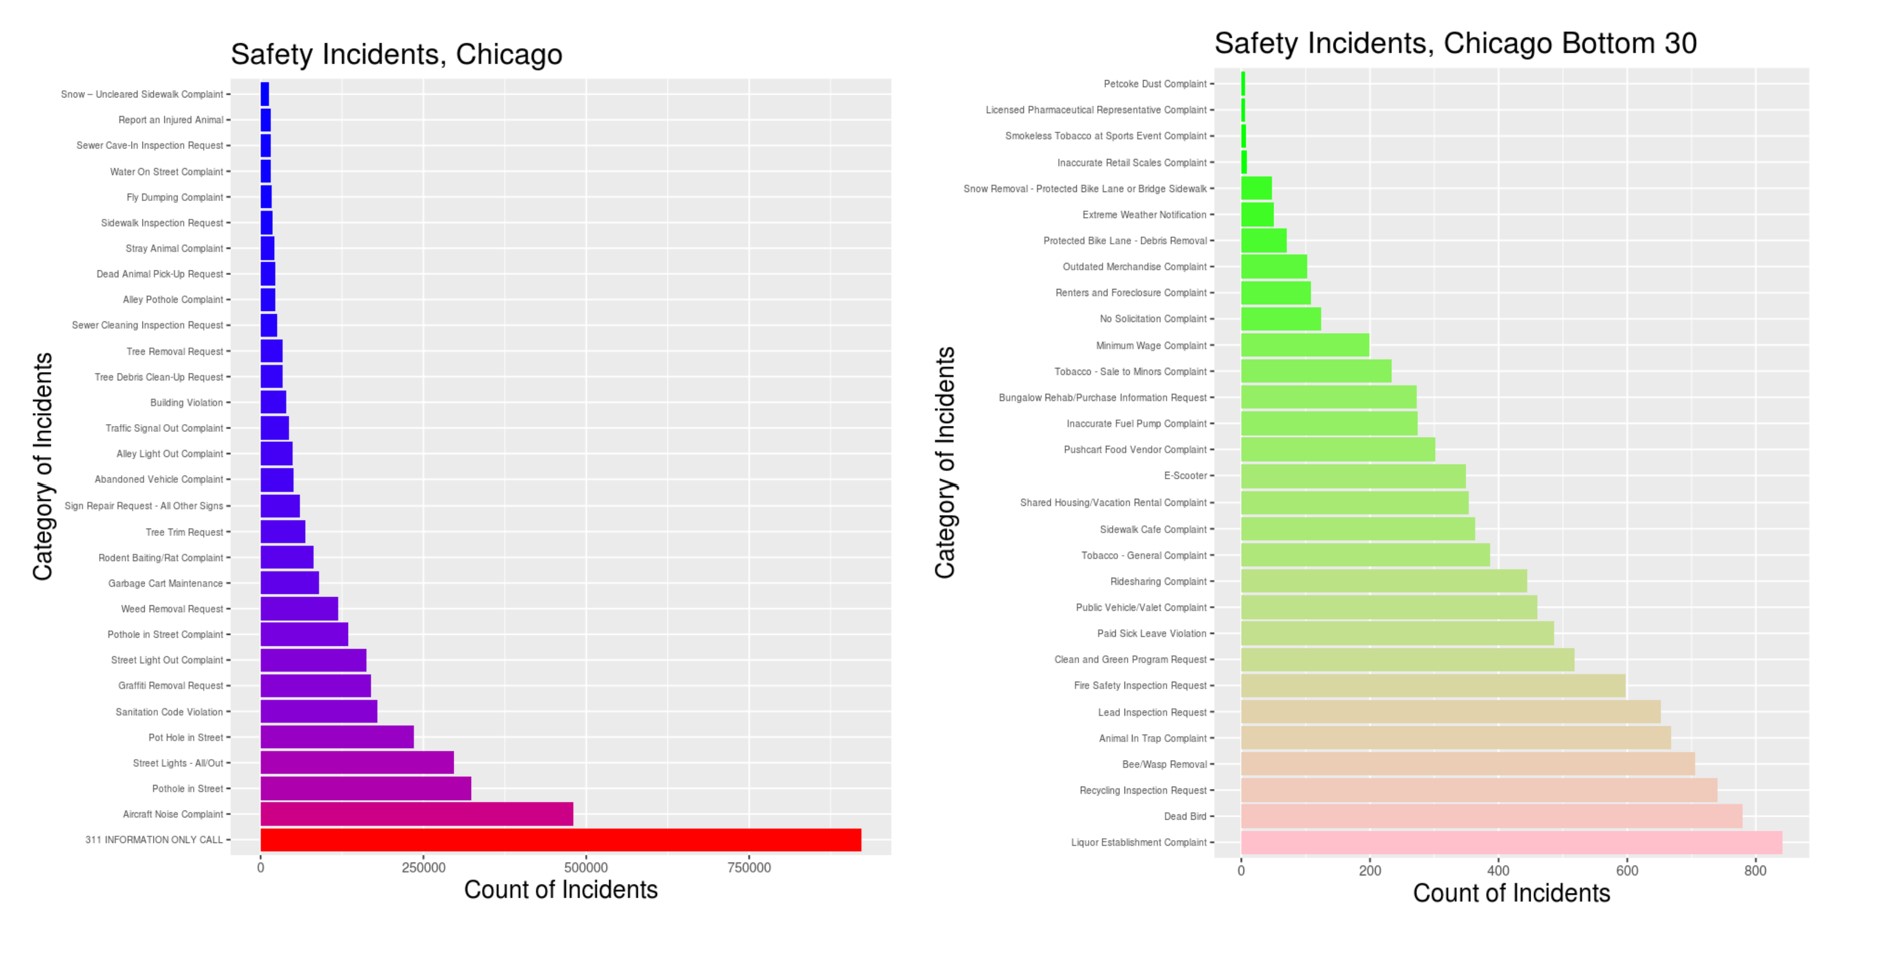 Safety Incidents, Chicago
Category of Incidents
Snow – Uncleared Sidewalk Complaint
Report an Injured Animal
Sewer Cave-In Inspection Request
Water On Street Complaint
Fly Dumping Complaint
Sidewalk Inspection Request
Stray Animal Complaint
Dead Animal Pick-Up Request
Alley Pothole Complaint
Sewer Cleaning Inspection Request
Tree Removal Request
Tree Debris Clean-Up Request
Building Violation
Traffic Signal Out Complaint
Alley Light Out Complaint
Abandoned Vehicle Complaint
Sign Repair Request - All Other Signs
Tree Trim Request
Rodent Baiting/Rat Complaint
Garbage Cart Maintenance
Weed Removal Request
Pothole in Street Complaint
Street Light Out Complaint
Graffiti Removal Request
Sanitation Code Violation
Pot Hole in Street
Street Lights - All/Out
Pothole in Street
Aircraft Noise Complaint
311 INFORMATION ONLY CALL
0 250000 500000 750000
Count of Incidents
Safety Incidents, Chicago Bottom 30
Category of Incidents
Petcoke Dust Complaint
Licensed Pharmaceutical Representative Complaint
Smokeless Tobacco at Sports Event Complaint
Inaccurate Retail Scales Complaint
Snow Removal - Protected Bike Lane or Bridge Sidewalk
Extreme Weather Notification
Protected Bike Lane - Debris Removal
Outdated Merchandise Complaint
Renters and Foreclosure Complaint
No Solicitation Complaint
Minimum Wage Complaint
Tobacco - Sale to Minors Complaint
Bungalow Rehab/Purchase Information Request
Inaccurate Fuel Pump Complaint
Pushcart Food Vendor Complaint
E-Scooter
Shared Housing/Vacation Rental Complaint
Sidewalk Cafe Complaint
Tobacco - General Complaint
Ridesharing Complaint
Public Vehicle/Valet Complaint
Paid Sick Leave Violation
Clean and Green Program Request
Fire Safety Inspection Request
Lead Inspection Request
Animal In Trap Complaint
Bee/Wasp Removal
Recycling Inspection Request
Dead Bird
Liquor Establishment Complaint
0 200 400 600 800
Count of Incidents